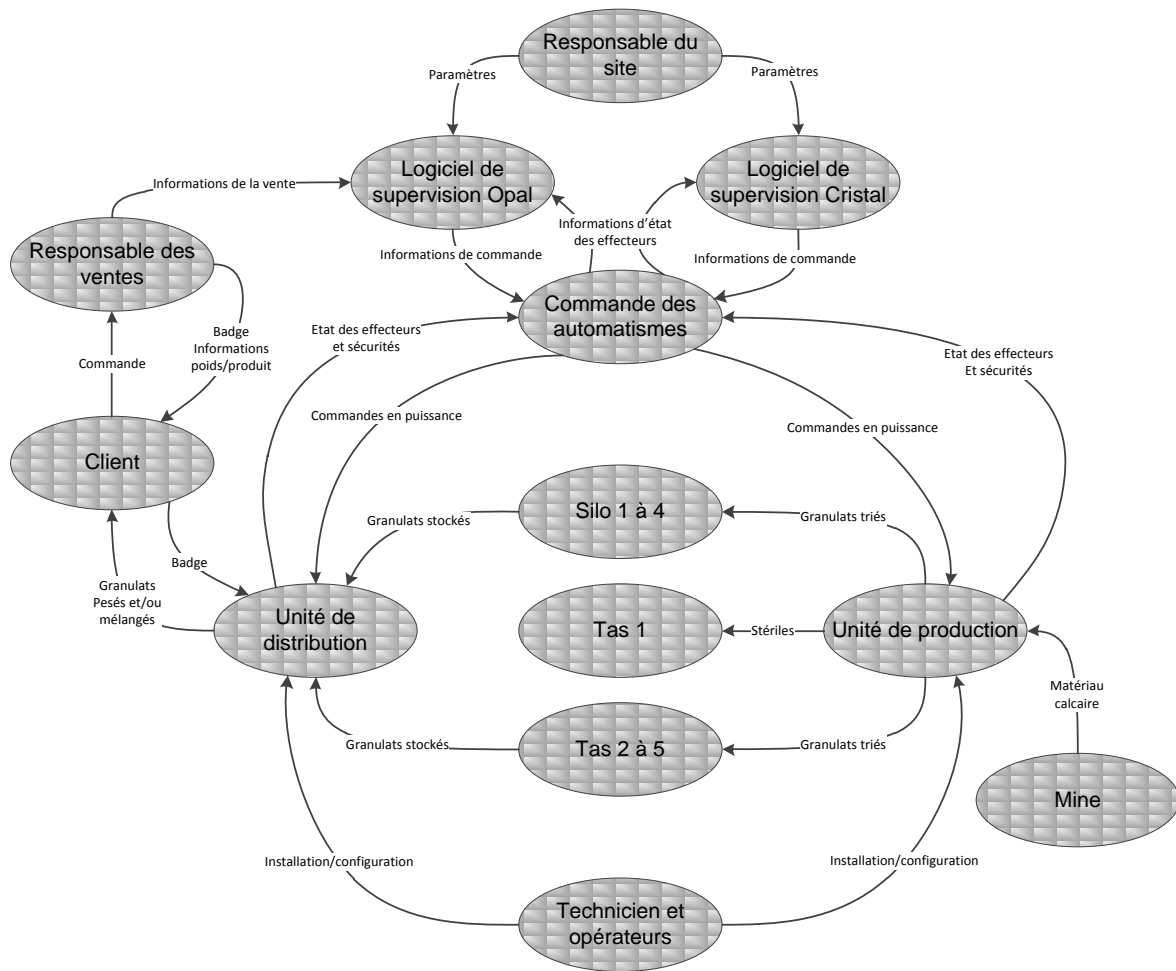 Responsable du
site
Paramètres
Paramètres
Logiciel de
supervision Opal
Logiciel de
supervision Cristal
Informations de la vente
Informations d'état
des effecteurs
Responsable des
ventes
Informations de commande
Informations de commande
Commande des
automatismes
Badge
Informations
poids/produit
Etat des effecteurs
et sécurités
Etat des effecteurs
Et sécurités
Commande
Commandes en puissance
Commandes en puissance
Client
Silo 1 à 4
Granulats stockés
Granulats triés
Badge
Granulats
Pesés et/ou
mélangés
Unité de
distribution
Tas 1
Stériles
Unité de production
Matériau
calcaire
Granulats stockés
Tas 2 à 5
Granulats triés
Mine
Installation/configuration
Installation/configuration
Technicien et
opérateurs